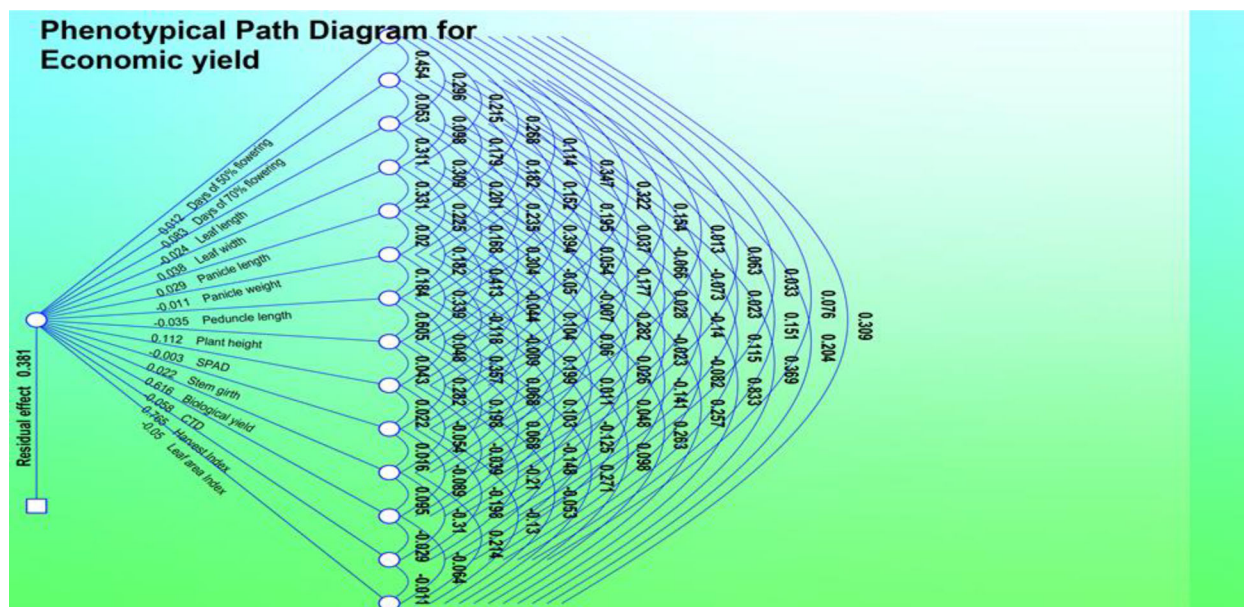 Phenotypical Path Diagram for
Economic yield
0.012 Days of 50% flowering
-0.083 Days of 70% flowering
-0.024 Leaf length
0.038 Leaf width
0.029 Panicle length
-0.011 Panicle weight
-0.035 Peduncle length
0.112 Plant height
-0.003 SPAD
0.022 Stem girth
0.616 Biological yield
-0.058 CTD
0.765 Harvest Index
-0.05 Leaf area Index
Residual effect 0.381
0.454 0.053 0.311 0.331 0.02 0.184 0.605 0.043 0.022 0.016 0.095 -0.029 -0.011
0.296 0.098 0.309 0.225 0.182 0.339 0.048 0.282 -0.054 -0.089 -0.31 -0.064
0.215 0.179 0.201 0.168 0.413 -0.118 0.357 0.198 -0.039 -0.198 0.214
0.268 0.182 0.235 0.304 -0.044 -0.009 0.068 0.068 -0.21 -0.13
0.114 0.152 0.394 -0.05 0.104 0.199 0.103 -0.148 -0.053
0.347 0.195 0.054 -0.007 0.06 0.011 -0.125 0.271
0.322 0.037 0.177 0.282 0.026 0.048 0.098
0.154 -0.066 0.028 -0.023 -0.141 0.263
0.013 -0.073 -0.14 -0.082 0.257
0.063 0.023 0.115 0.833
0.033 0.151 0.369
0.076 0.204
0.309